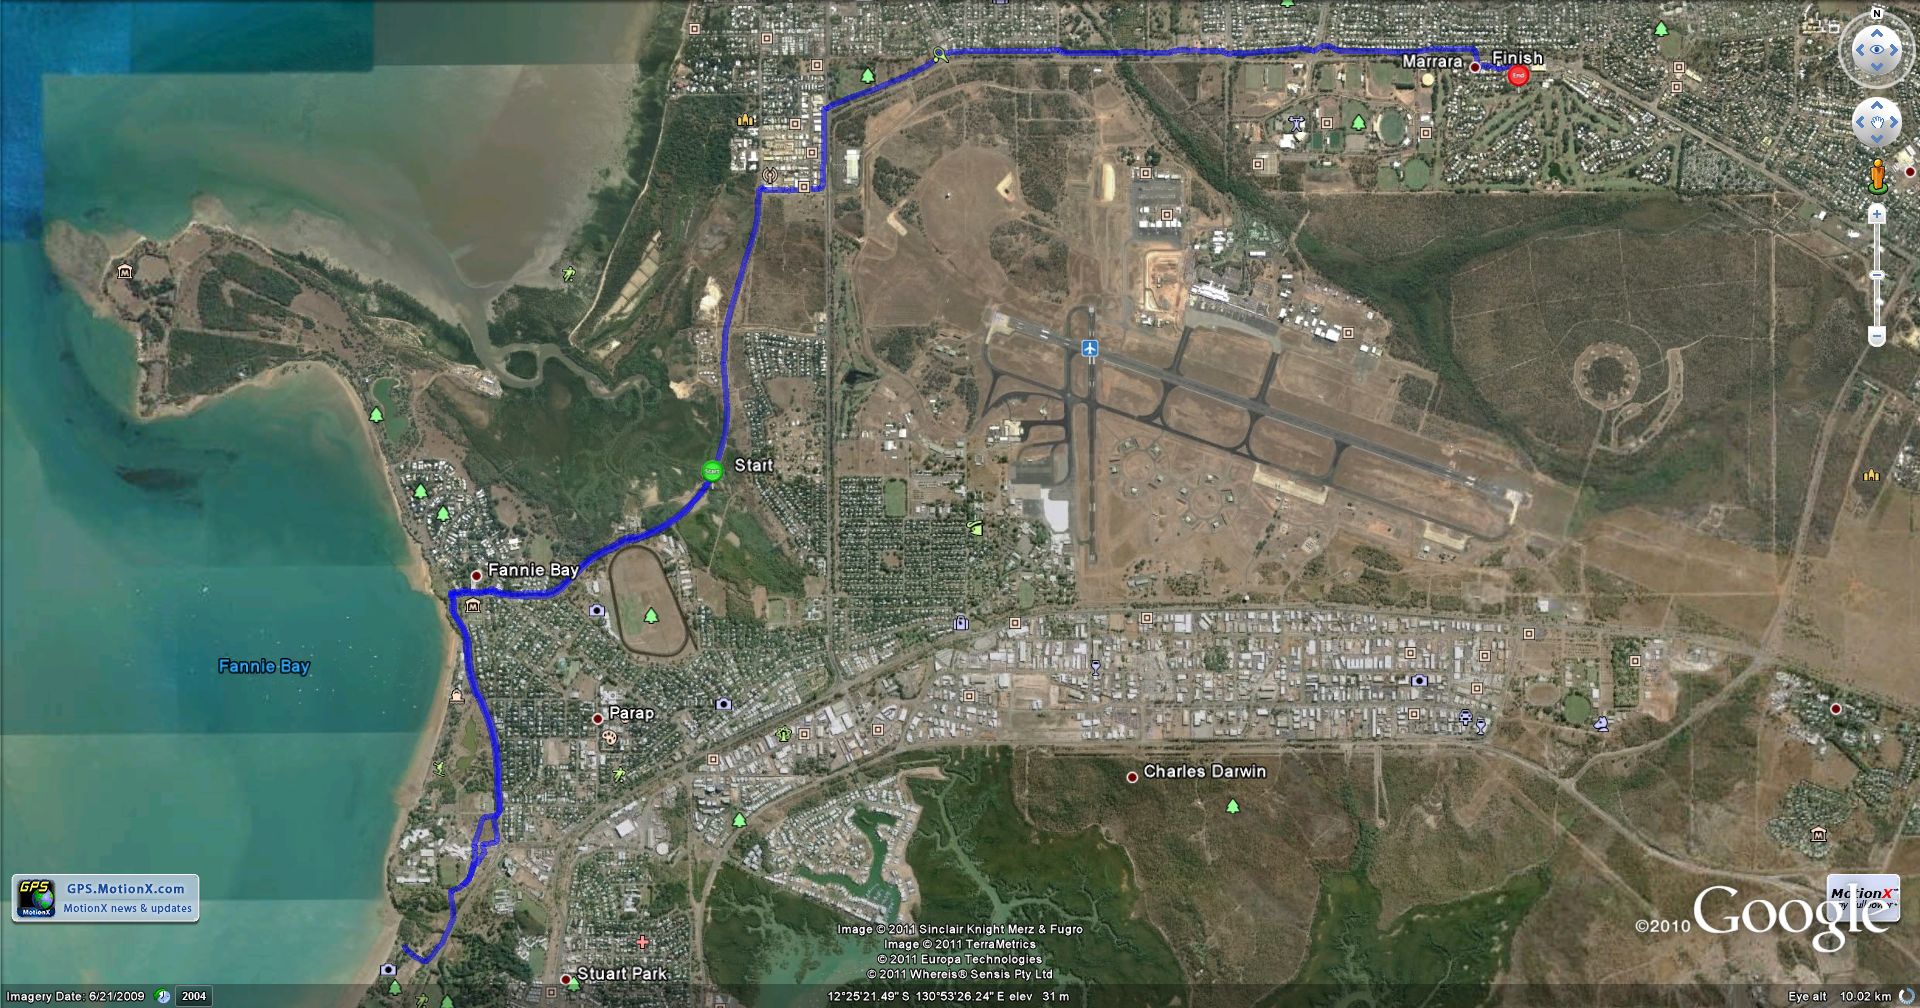 N
Marrara
Finish
End
Start
Start
Fannie Bay
Fannie Bay
Parap
Charles Darwin
Stuart Park
GPS
MotionX
GPS.MotionX.com
MotionX news & updates
MotionX™
©2010 Google
Image © 2011 Sinclair Knight Merz & Fugro
Image © 2011 TerraMetrics
© 2011 Europa Technologies
© 2011 Whereis® Sensis Pty Ltd
Imagery Date: 6/21/2009 2004
12°25'21.49" S 130°53'26.24" E elev 31 m
Eye alt 10.02 km